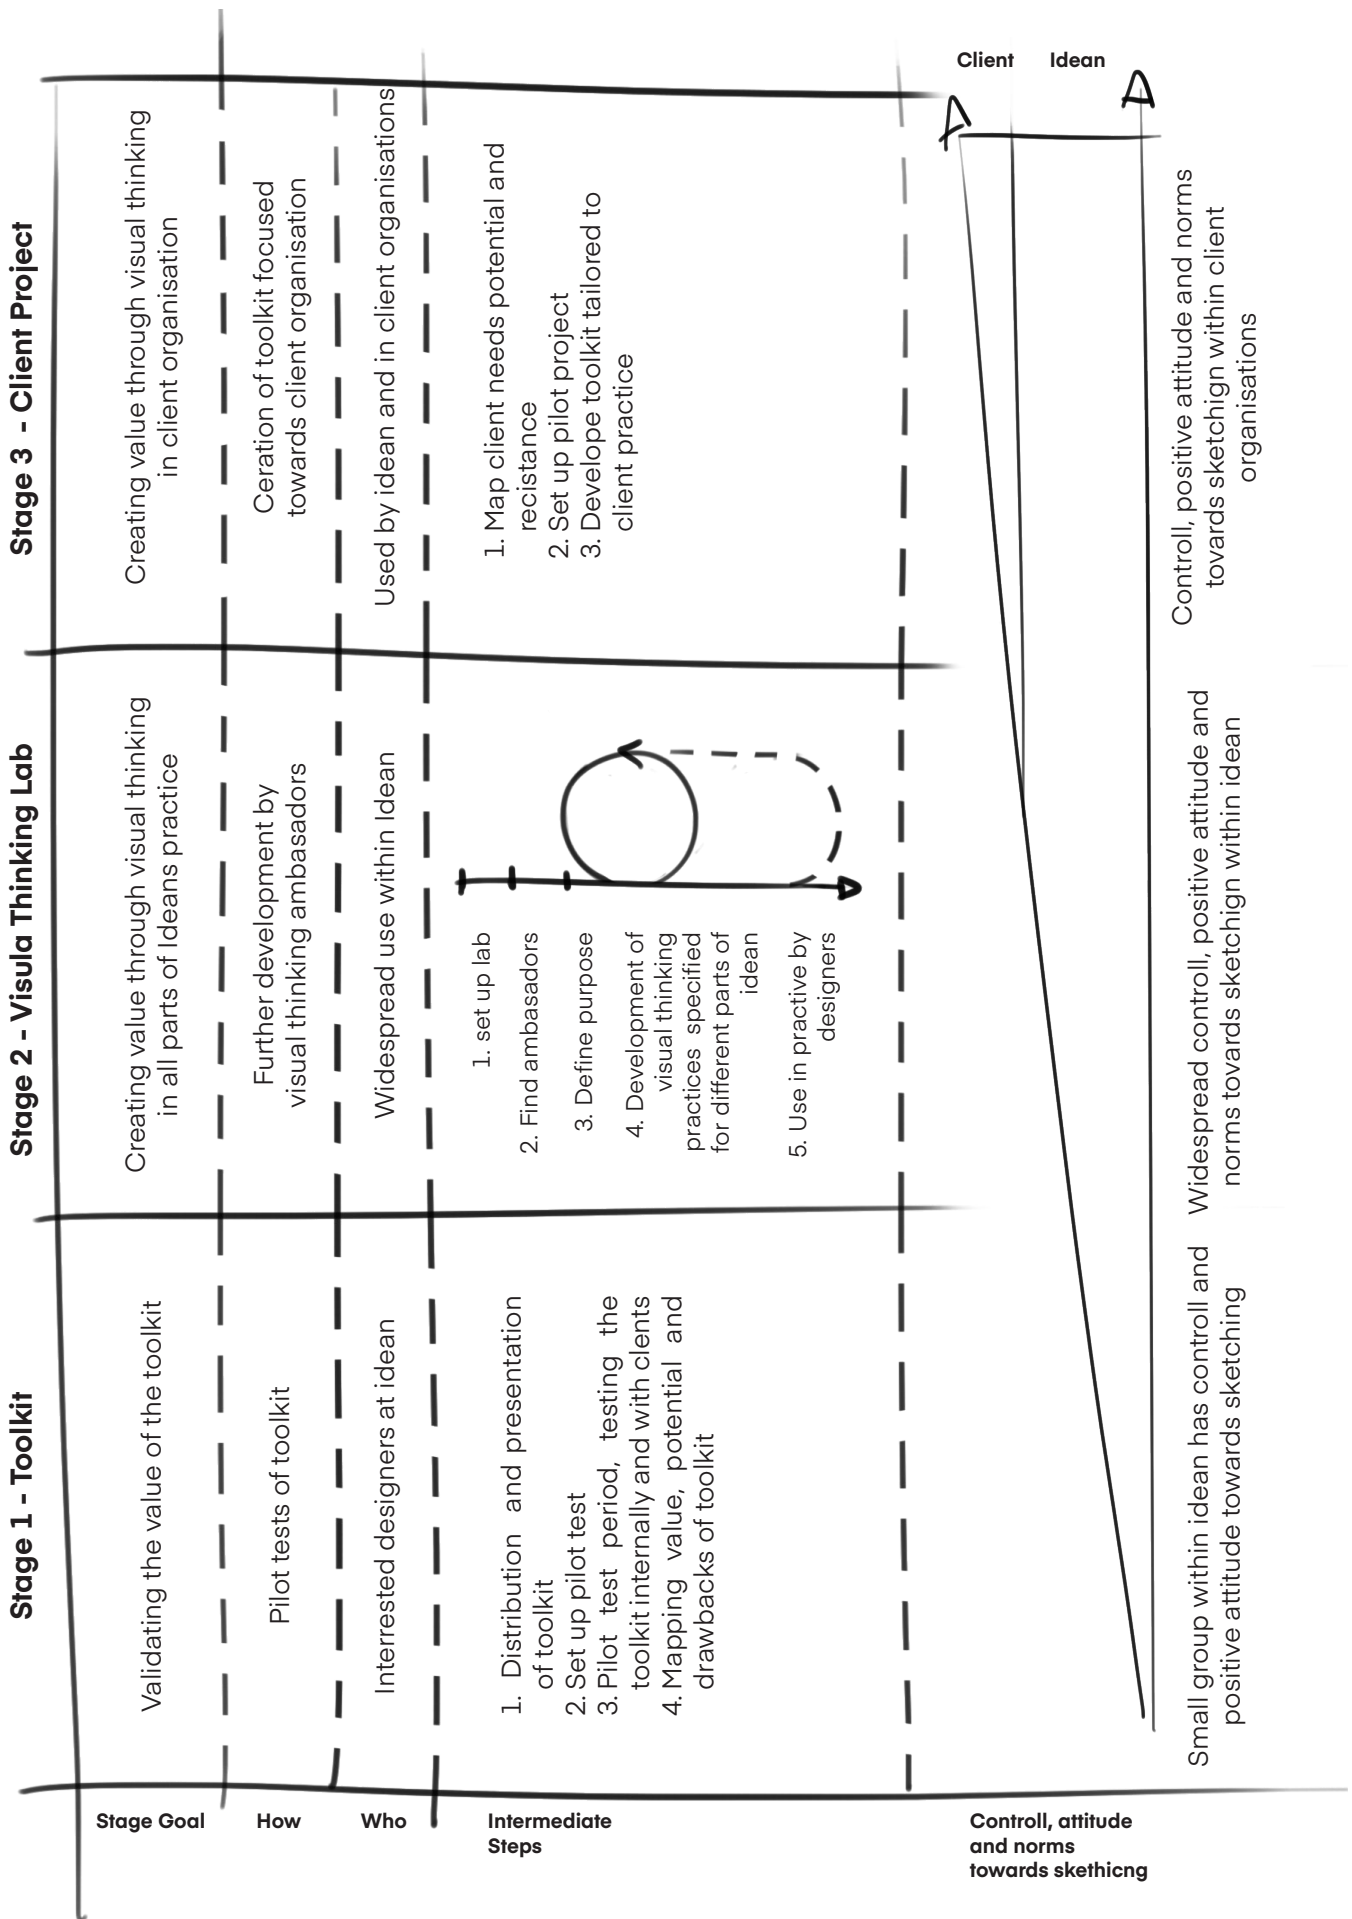 Stage 1 - Toolkit
Stage 2 - Visula Thinking Lab
Stage 3 - Client Project
Stage Goal
Validating the value of the toolkit
Creating value through visual thinking
in all parts of Ideans practice
Creating value through visual thinking
in client organisation
How
Pilot tests of toolkit
Further development by
visual thinking ambasadors
Ceration of toolkit focused
towards client organisation
Who
Interrested designers at idean
Widespread use within Idean
Used by idean and in client organisations
Intermediate
Steps
1. Distribution and presentation
of toolkit
2. Set up pilot test
3. Pilot test period, testing the
toolkit internally and with clents
4. Mapping value, potential and
drawbacks of toolkit
1. set up lab
2. Find ambasadors
3. Define purpose
4. Development of
visual thinking
practices specified
for different parts of
idean
5. Use in practive by
designers
1. Map client needs potential and
recistance
2. Set up pilot project
3. Develope toolkit tailored to
client practice
Controll, attitude
and norms
towards skethicng
Client
Idean
Small group within idean has controll and
positive attitude towards sketching
Widespread control, positive attitude and
norms towards sketchign within idean
Controll, positive attitude and norms
tovards sketchign within client
organisations